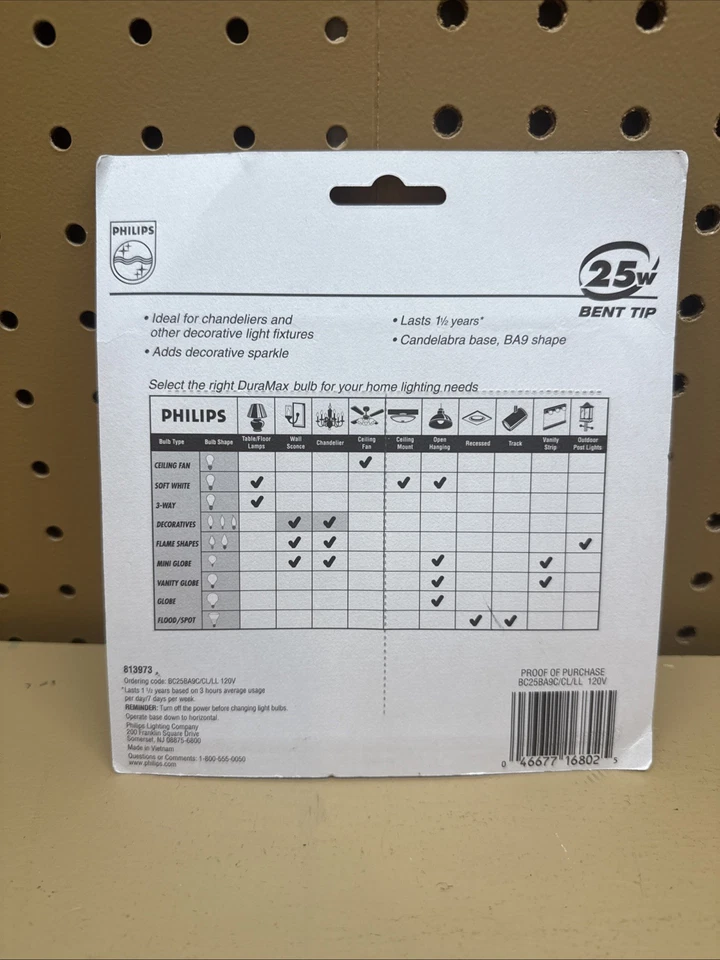 PHILIPS
25w
BENT TIP
• Ideal for chandeliers and
other decorative light fixtures
• Adds decorative sparkle
• Lasts 1½ years*
• Candelabra base, BA9 shape
Select the right DuraMax bulb for your home lighting needs
PHILIPS
Bulb Type Bulb Shape Table/Floor Lamps Wall Sconce Chandelier Ceiling Fan Ceiling Mount Open Hanging Recessed Track Vanity Strip Outdoor Post Lights
CEILING FAN ✔
SOFT WHITE ✔ ✔ ✔
3-WAY ✔
DECORATIVES ✔ ✔
FLAME SHAPES ✔ ✔ ✔
MINI GLOBE ✔ ✔ ✔ ✔
VANITY GLOBE ✔ ✔
GLOBE ✔
FLOOD/SPOT ✔ ✔
813973
Ordering code: BC25BA9C/CL/LL 120V
*Lasts 1 1/2 years based on 3 hours average usage
per day/7 days per week.
REMINDER: Turn off the power before changing light bulbs.
Operate base down to horizontal.
Philips Lighting Company
200 Franklin Square Drive
Somerset, NJ 08875-6800
Made in Vietnam
Questions or Comments: 1-800-555-0050
www.philips.com
PROOF OF PURCHASE
BC25BA9C/CL/LL 120V
0 46677 16802 5